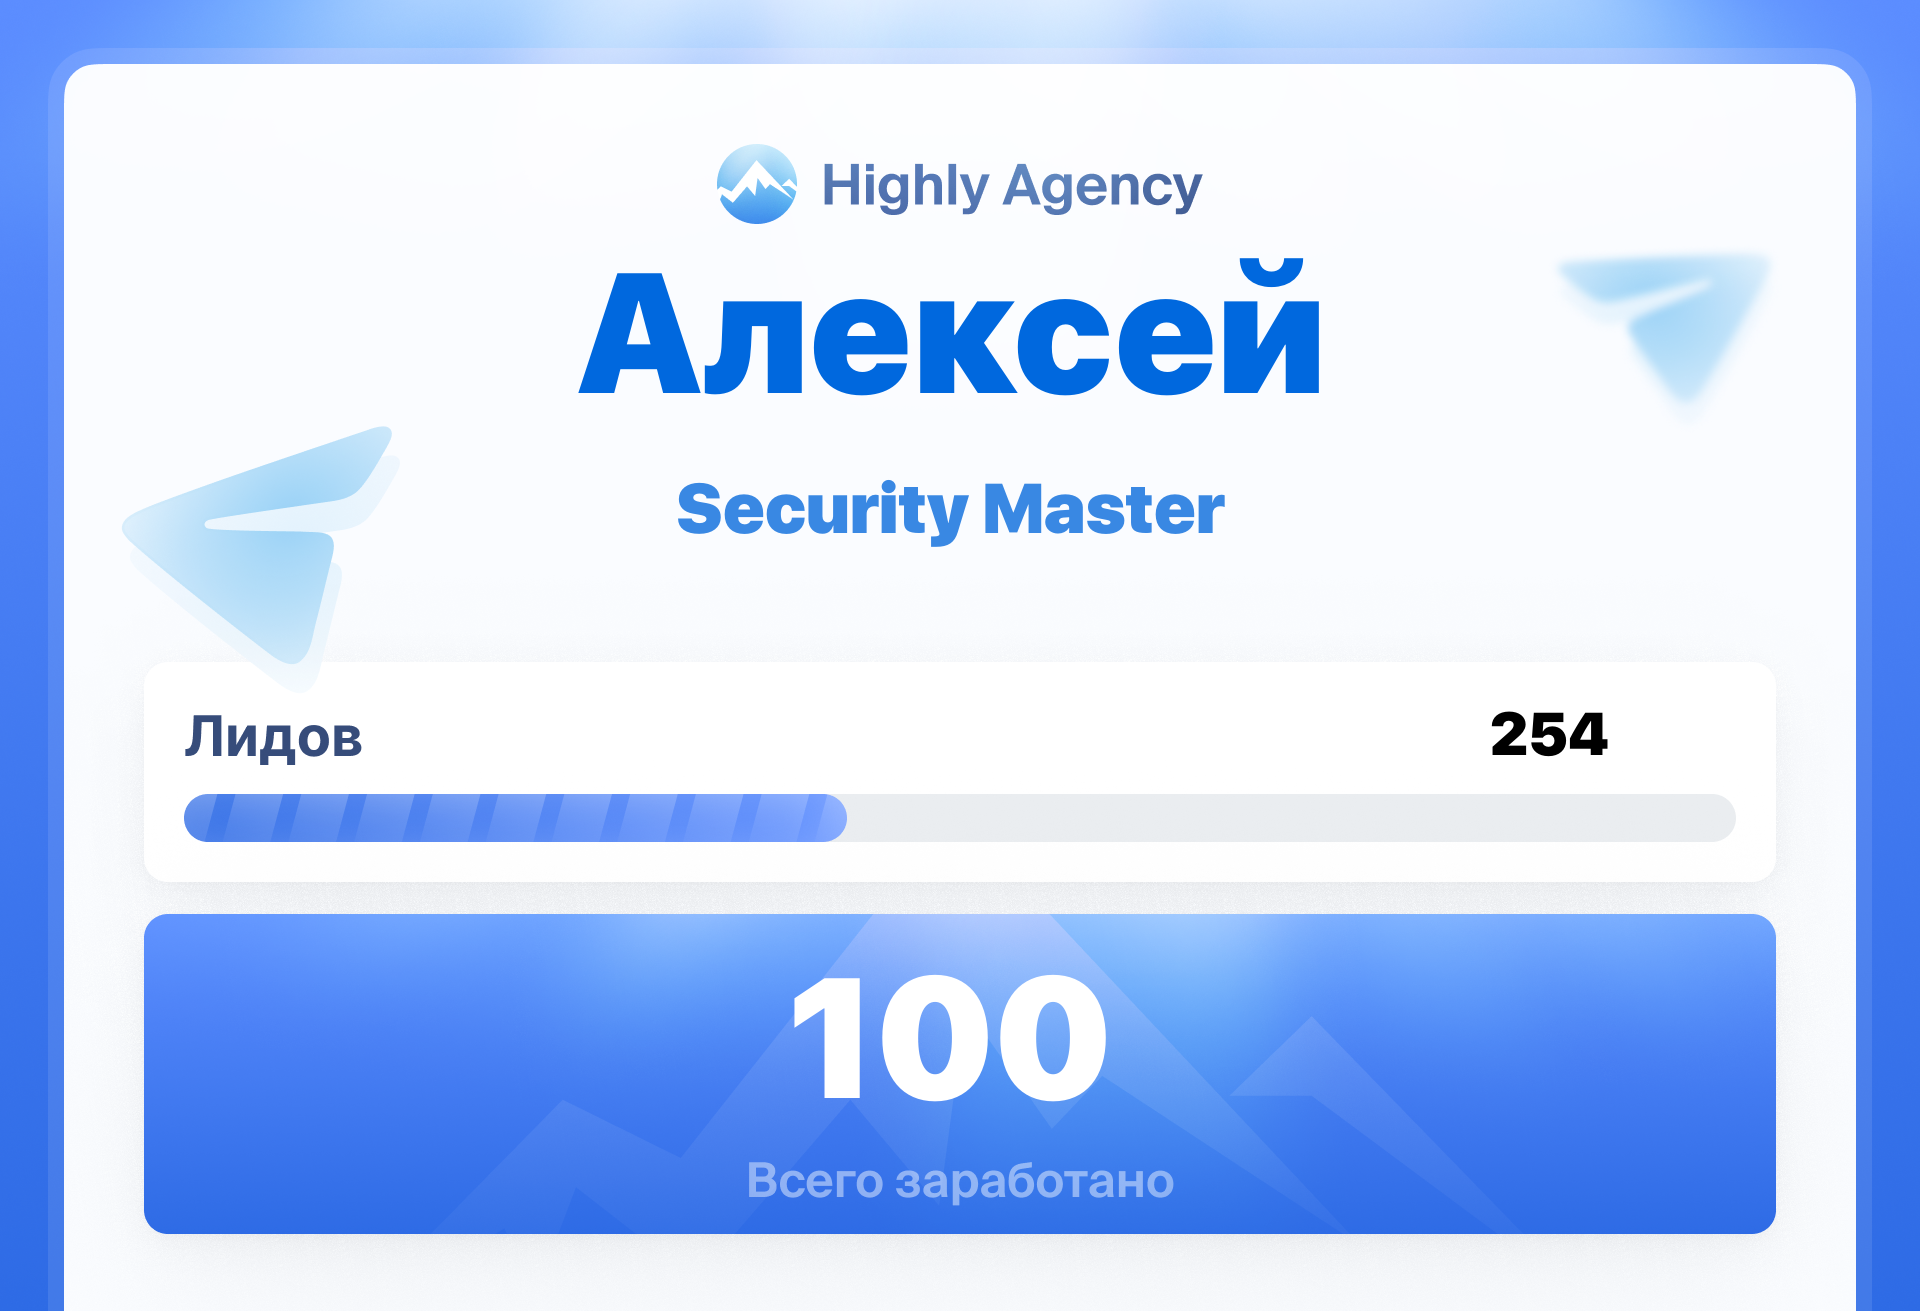 Highly Agency
Алексей
Security Master
Лидов 254
100
Всего заработано